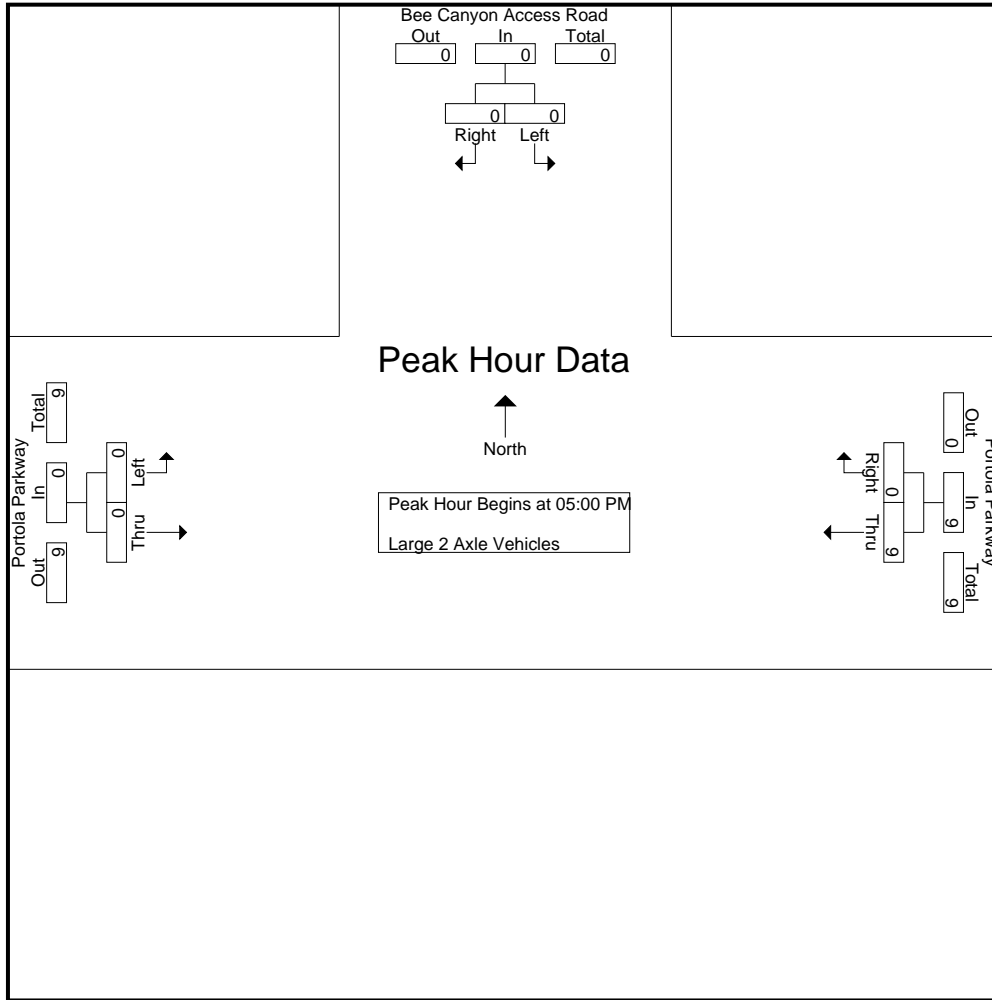 Bee Canyon Access Road
Out In Total
0 0 0
0 0
Right Left
Peak Hour Data
North
Peak Hour Begins at 05:00 PM
Large 2 Axle Vehicles
Portola Parkway
Out In Total
9 0 9
0 0
Thru Left
Portola Parkway
Out In Total
0 9 9
Right Thru
0 9